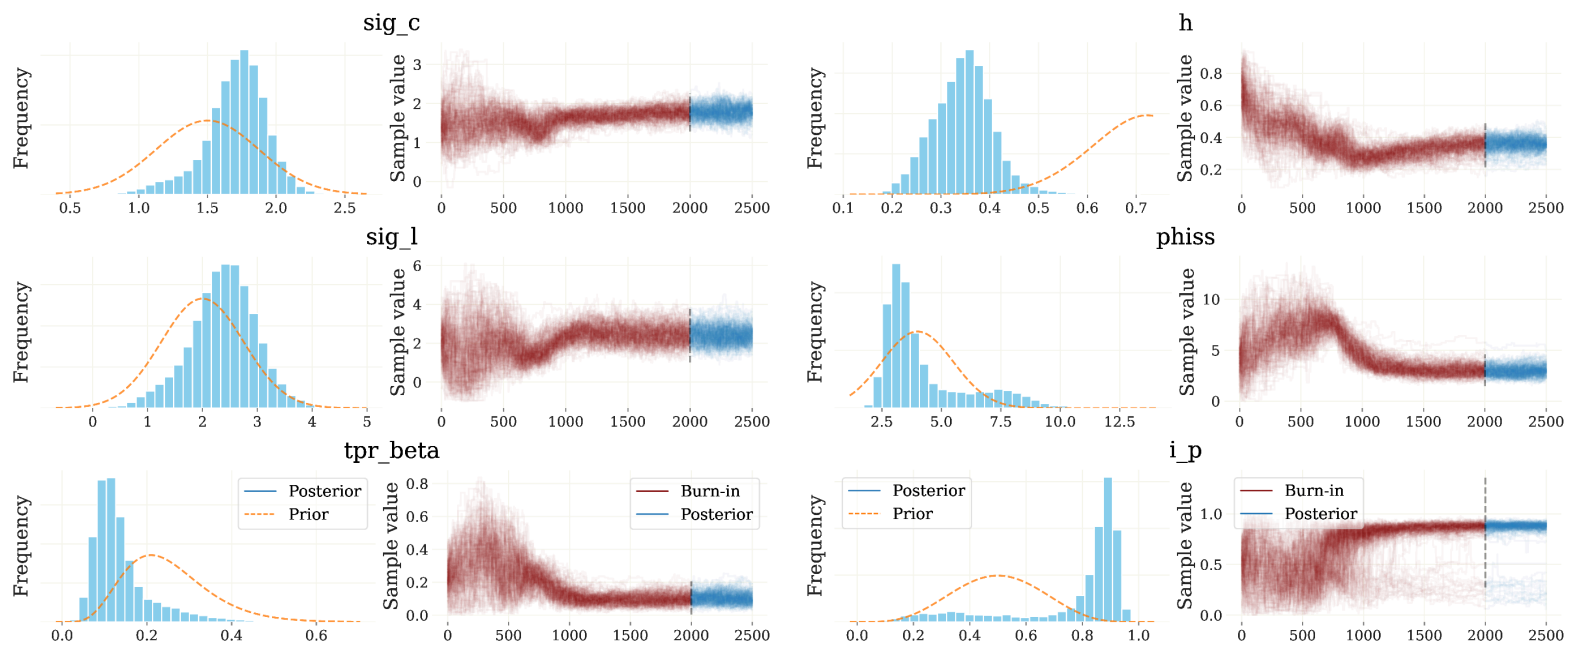 sig_c
h
Frequency
Sample value
Frequency
Sample value
3
2
1
0
0.8
0.6
0.4
0.2
0.5 1.0 1.5 2.0 2.5
0 500 1000 1500 2000 2500
0.1 0.2 0.3 0.4 0.5 0.6 0.7
0 500 1000 1500 2000 2500
sig_l
phiss
Frequency
Sample value
Frequency
Sample value
6
4
2
0
10
5
0
0 1 2 3 4 5
0 500 1000 1500 2000 2500
2.5 5.0 7.5 10.0 12.5
0 500 1000 1500 2000 2500
tpr_beta
i_p
Frequency
Posterior
Prior
Sample value
Burn-in
Posterior
Frequency
Posterior
Prior
Sample value
Burn-in
Posterior
0.8
0.6
0.4
0.2
0.0
1.0
0.5
0.0
0.0 0.2 0.4 0.6
0 500 1000 1500 2000 2500
0.0 0.2 0.4 0.6 0.8 1.0
0 500 1000 1500 2000 2500